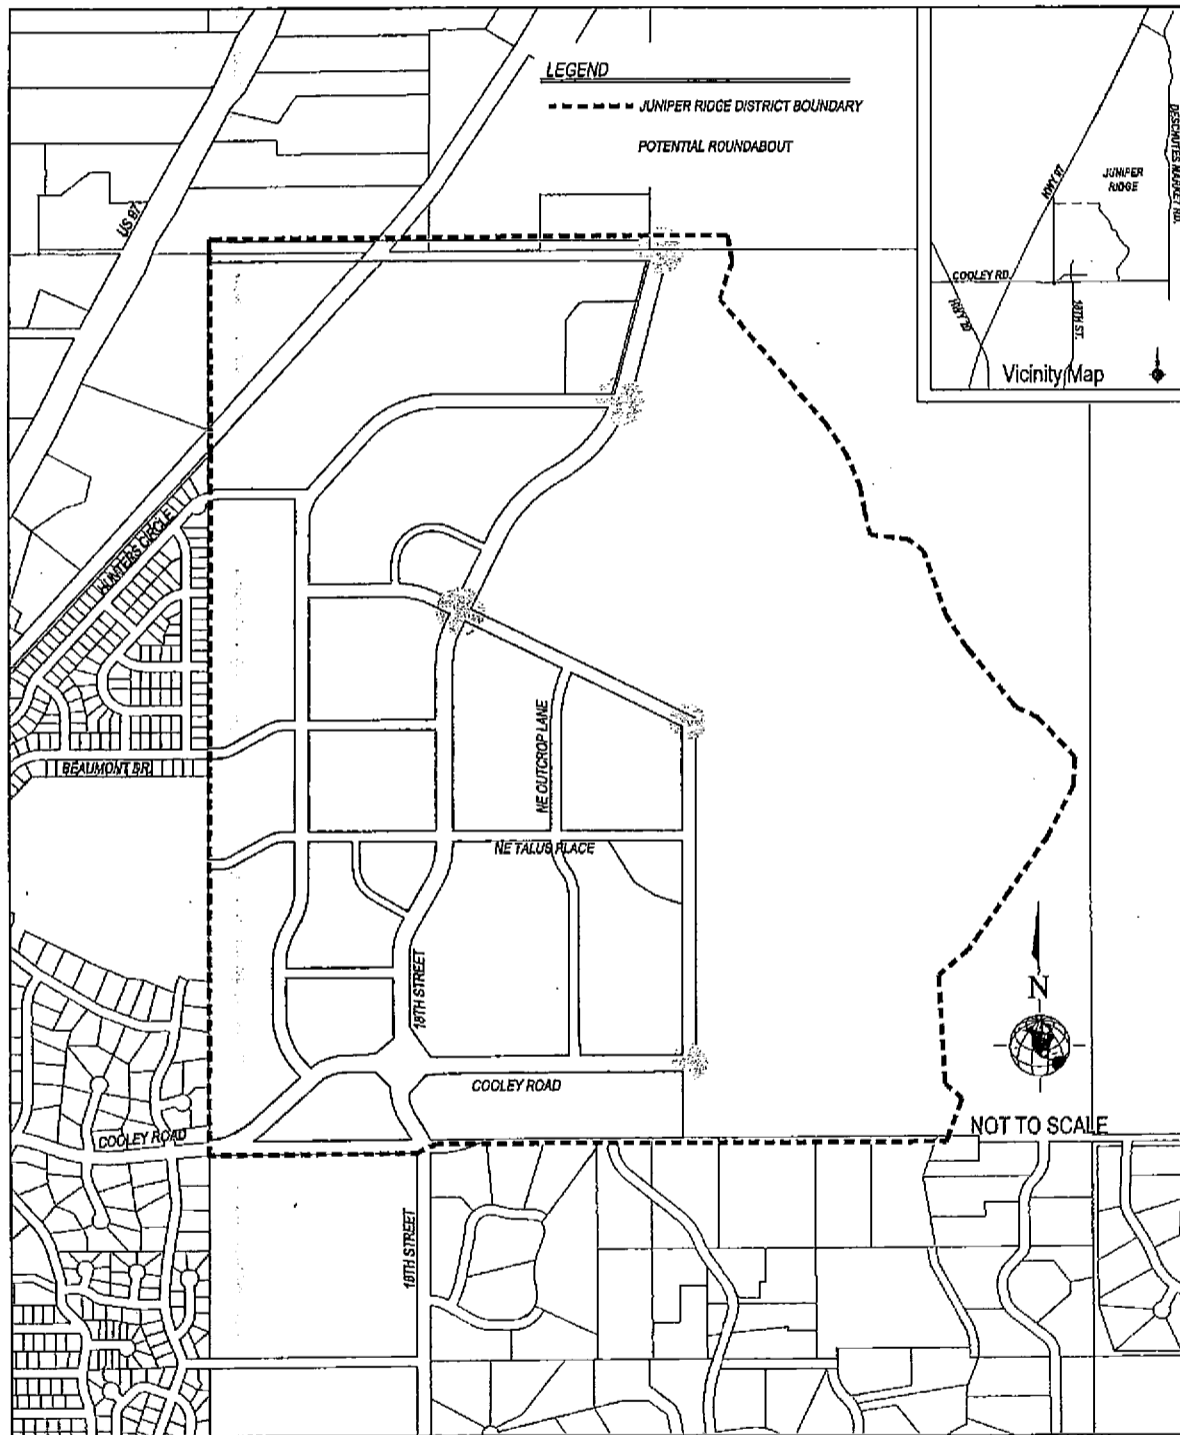 LEGEND
JUNIPER RIDGE DISTRICT BOUNDARY
POTENTIAL ROUNDABOUT
DESCHUTES MARKET RD.
HWY 97
JUNIPER
RIDGE
COOLEY RD.
HWY 20
18TH ST.
Vicinity Map
US 97
HUNTERS CIRCLE
BEAUMONT DR.
NE OUTCROP LANE
NE TALUS PLACE
18TH STREET
N
COOLEY ROAD
COOLEY ROAD
NOT TO SCALE
18TH STREET